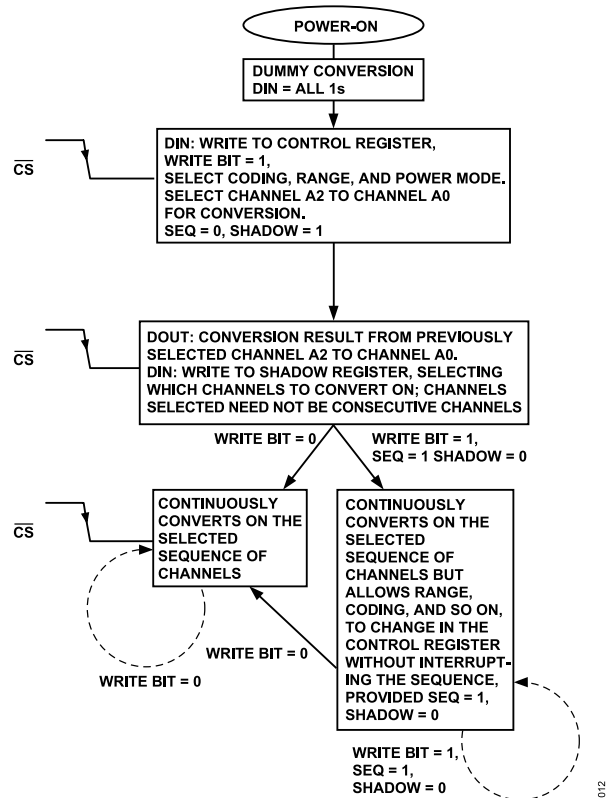 POWER-ON
DUMMY CONVERSION
DIN = ALL 1s
CS
DIN: WRITE TO CONTROL REGISTER,
WRITE BIT = 1,
SELECT CODING, RANGE, AND POWER MODE.
SELECT CHANNEL A2 TO CHANNEL A0
FOR CONVERSION.
SEQ = 0, SHADOW = 1
CS
DOUT: CONVERSION RESULT FROM PREVIOUSLY
SELECTED CHANNEL A2 TO CHANNEL A0.
DIN: WRITE TO SHADOW REGISTER, SELECTING
WHICH CHANNELS TO CONVERT ON; CHANNELS
SELECTED NEED NOT BE CONSECUTIVE CHANNELS
WRITE BIT = 0
WRITE BIT = 1,
SEQ = 1 SHADOW = 0
CS
CONTINUOUSLY
CONVERTS ON THE
SELECTED
SEQUENCE OF
CHANNELS
CONTINUOUSLY
CONVERTS ON THE
SELECTED
SEQUENCE OF
CHANNELS BUT
ALLOWS RANGE,
CODING, AND SO ON,
TO CHANGE IN THE
CONTROL REGISTER
WITHOUT INTERRUPT-
ING THE SEQUENCE,
PROVIDED SEQ = 1,
SHADOW = 0
WRITE BIT = 0
WRITE BIT = 0
WRITE BIT = 1,
SEQ = 1,
SHADOW = 0
012